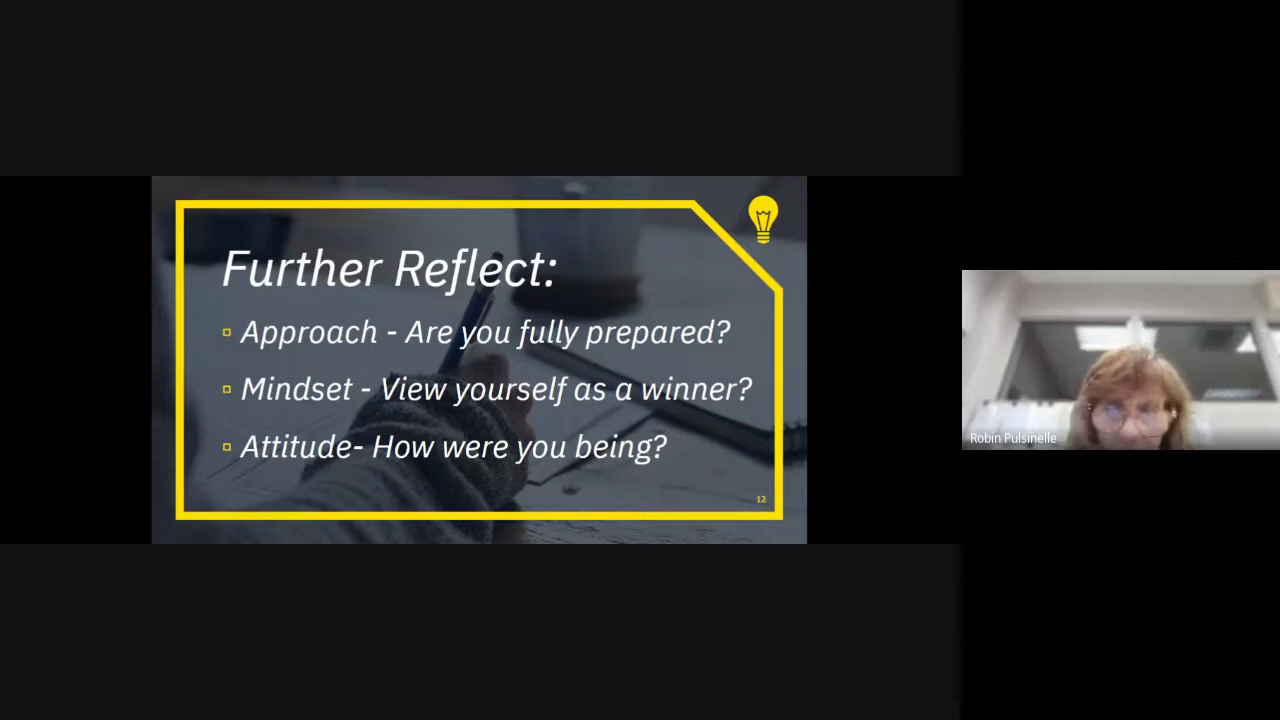 Further Reflect:
▫ Approach - Are you fully prepared?
▫ Mindset - View yourself as a winner?
▫ Attitude- How were you being?
12
Robin Pulsinelle